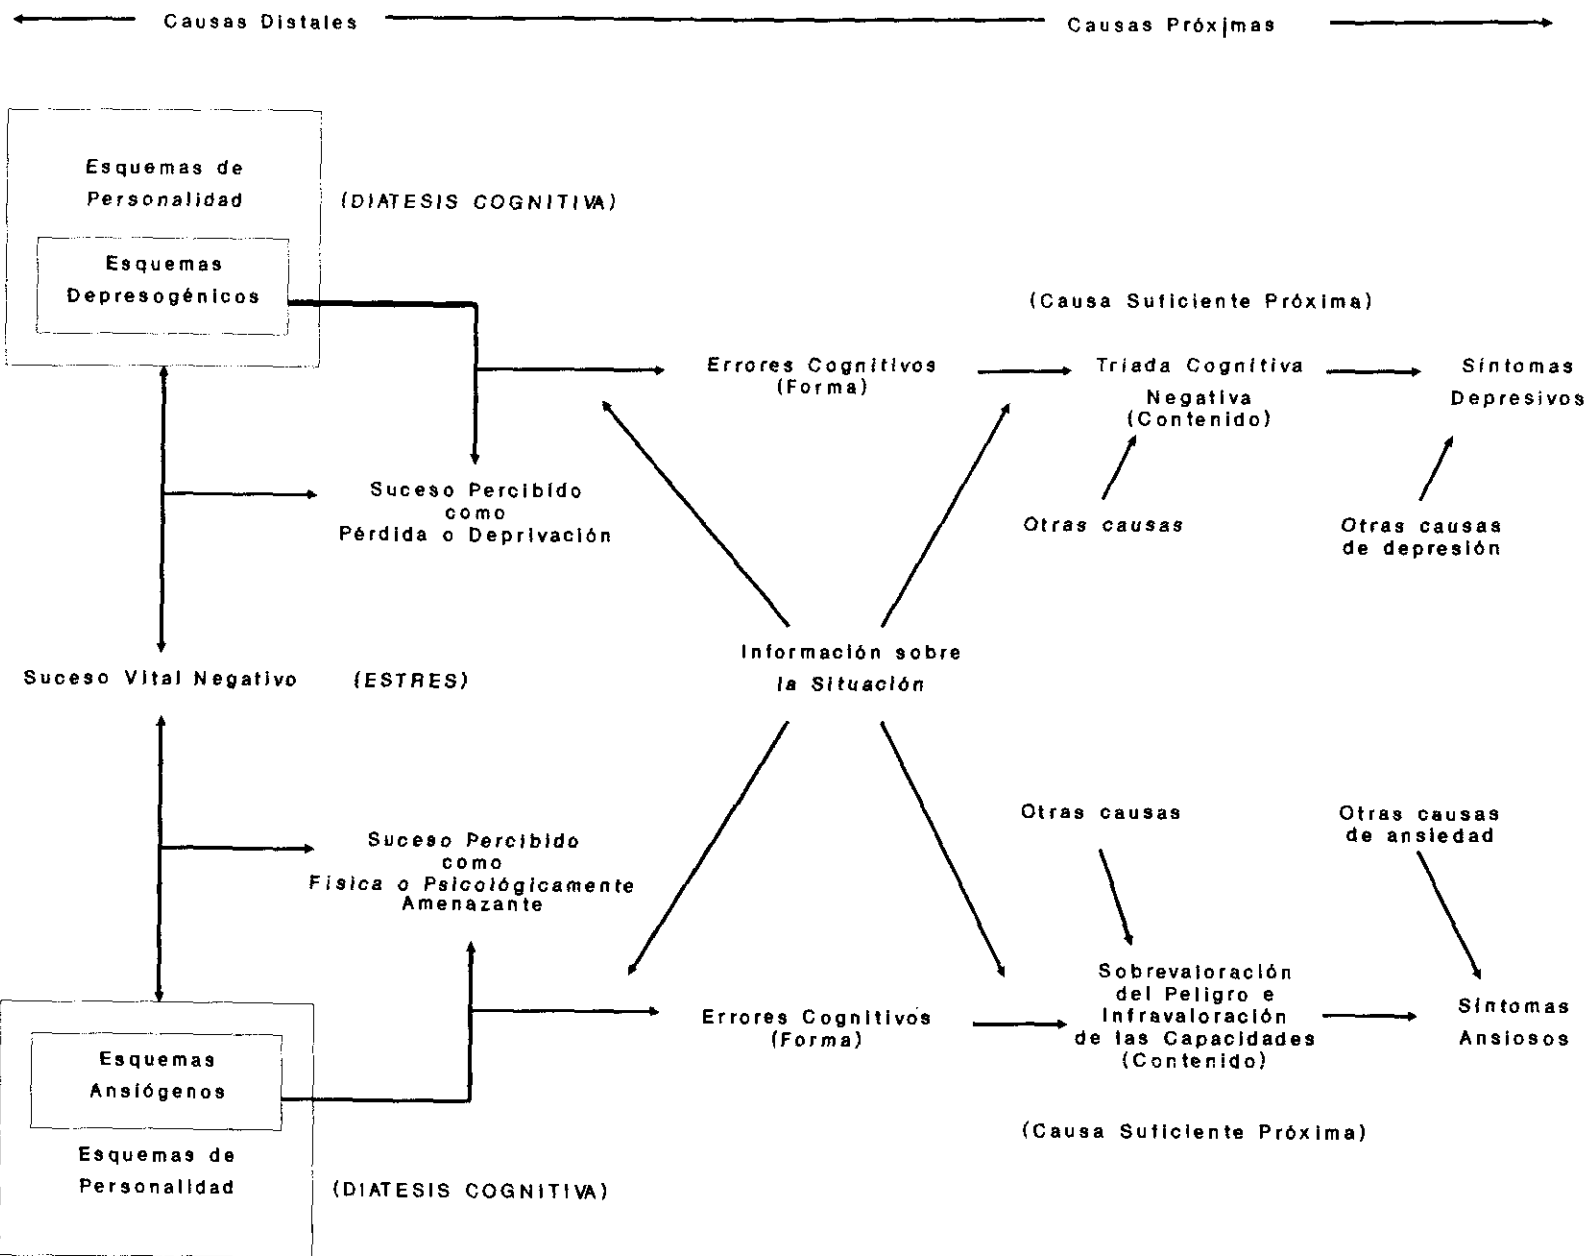 Causas Distales
Causas Próximas
Esquemas de
Personalidad
(DIATESIS COGNITIVA)
Esquemas
Depresogénicos
(Causa Suficiente Próxima)
Errores Cognitivos
(Forma)
Triada Cognitiva
Negativa
(Contenido)
Síntomas
Depresivos
Suceso Percibido
como
Pérdida o Deprivación
Otras causas
Otras causas
de depresión
Información sobre
la Situación
Suceso Vital Negativo
(ESTRES)
Otras causas
Otras causas
de ansiedad
Suceso Percibido
como
Física o Psicológicamente
Amenazante
Errores Cognitivos
(Forma)
Sobrevaloración
del Peligro e
Infravaloración
de las Capacidades
(Contenido)
Síntomas
Ansiosos
Esquemas
Ansiógenos
(Causa Suficiente Próxima)
Esquemas de
Personalidad
(DIATESIS COGNITIVA)